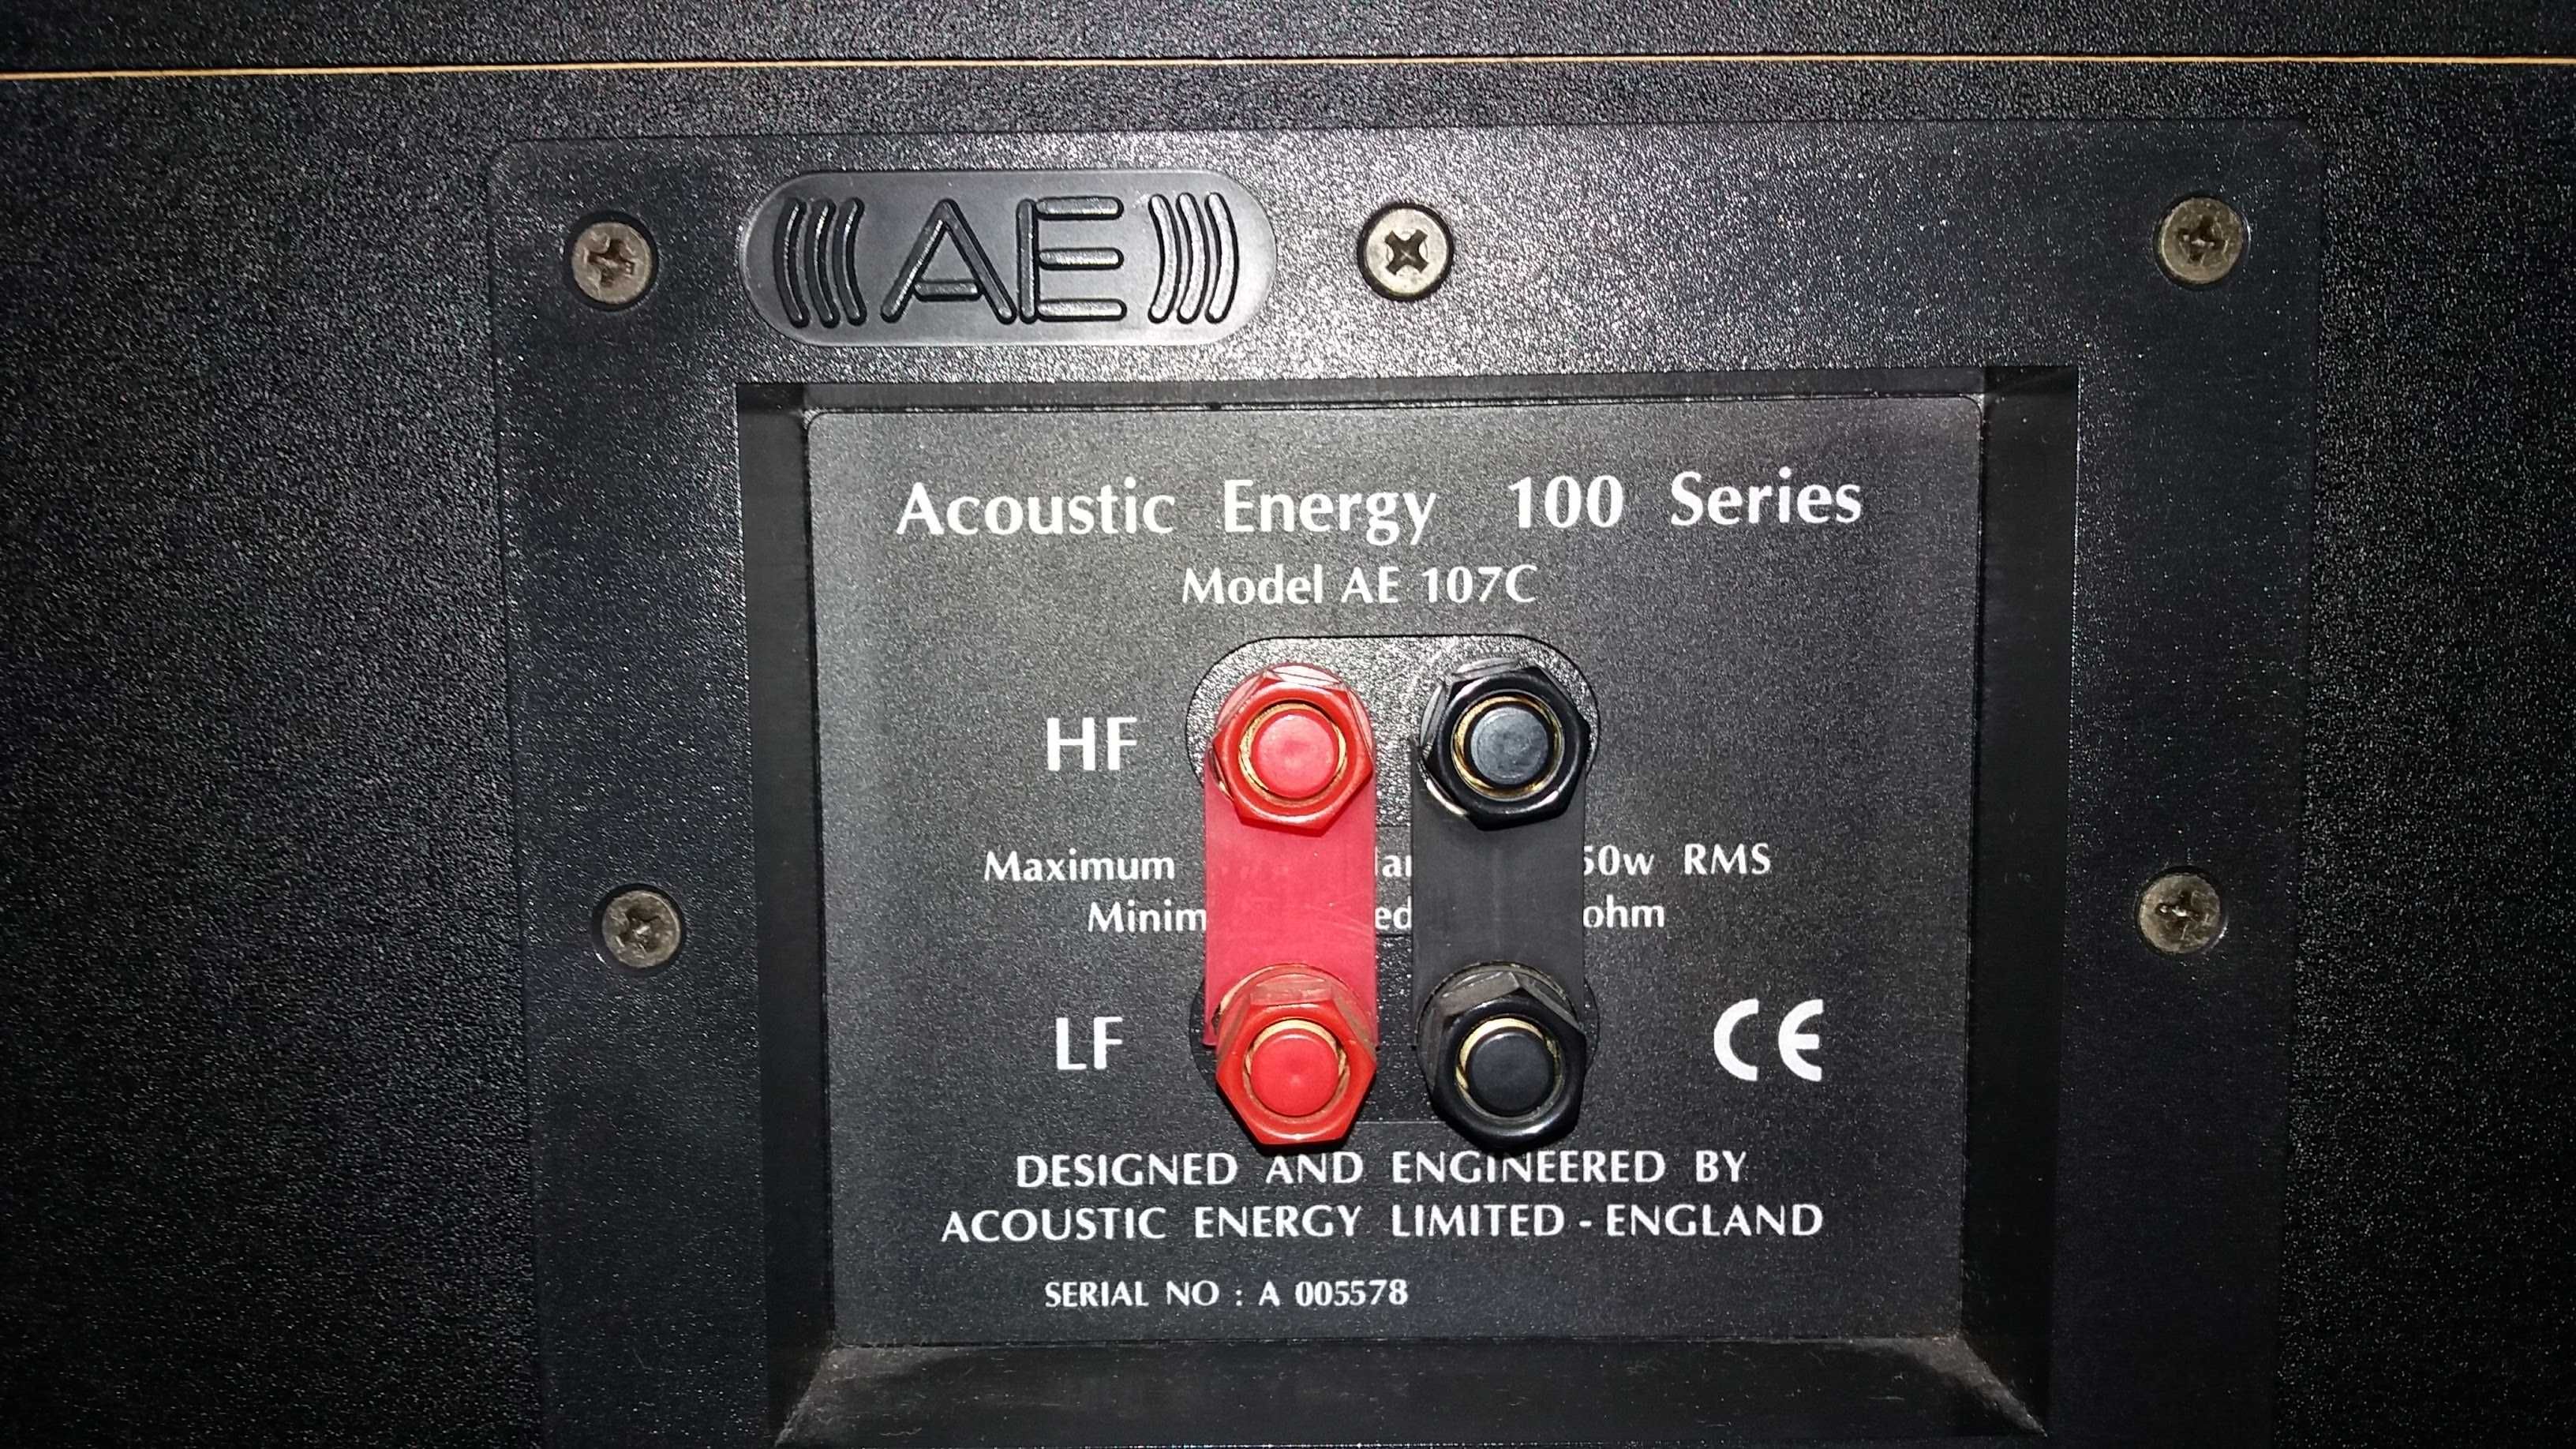 AE
Acoustic Energy 100 Series
Model AE 107C
HF
Maximum RMS
LF
CE
DESIGNED AND ENGINEERED BY
ACOUSTIC ENERGY LIMITED - ENGLAND
SERIAL NO : A 005578